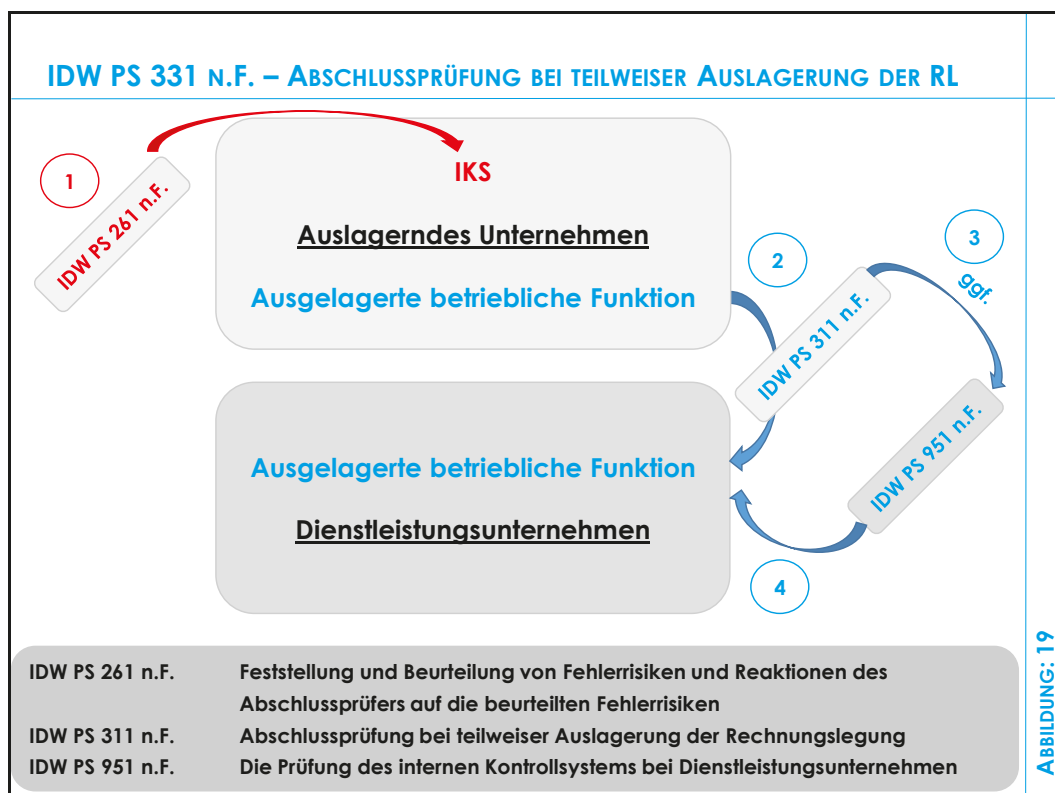 IDW PS 331 N.F. – ABSCHLUSSPRÜFUNG BEI TEILWEISER AUSLAGERUNG DER RL
1
IDW PS 261 n.F.
IKS
Auslagerndes Unternehmen
Ausgelagerte betriebliche Funktion
2
IDW PS 311 n.F.
3
ggf.
IDW PS 951 n.F.
Ausgelagerte betriebliche Funktion
Dienstleistungsunternehmen
4
IDW PS 261 n.F. Feststellung und Beurteilung von Fehlerrisiken und Reaktionen des
Abschlussprüfers auf die beurteilten Fehlerrisiken
IDW PS 311 n.F. Abschlussprüfung bei teilweiser Auslagerung der Rechnungslegung
IDW PS 951 n.F. Die Prüfung des internen Kontrollsystems bei Dienstleistungsunternehmen
ABBILDUNG: 19